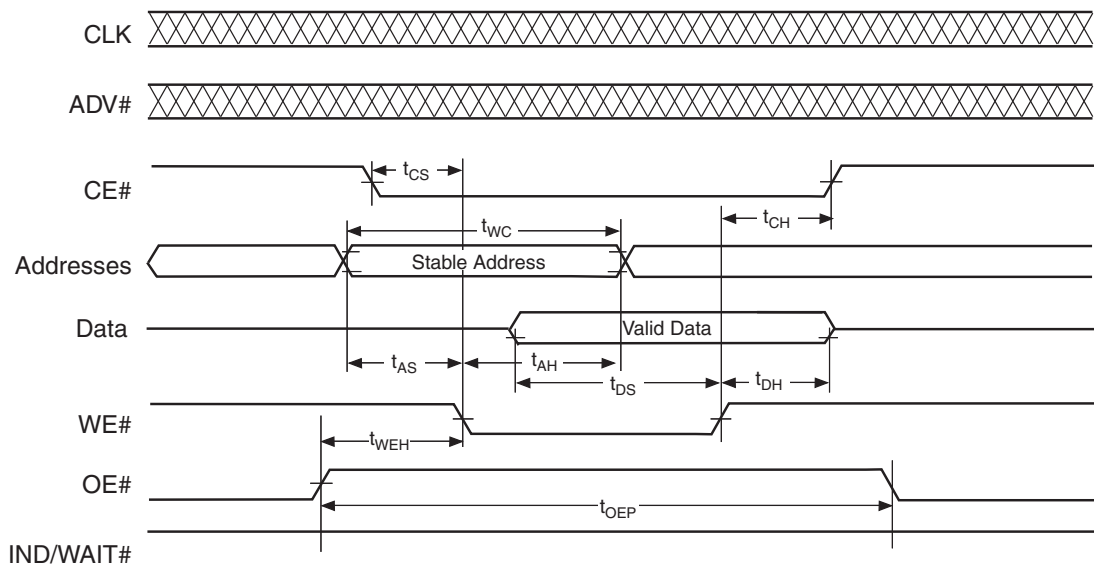 CLK
ADV#
CE#
tCS
tCH
Addresses
tWC
Stable Address
Data
Valid Data
tAS
tAH
tDS
tDH
WE#
tWEH
OE#
tOEP
IND/WAIT#